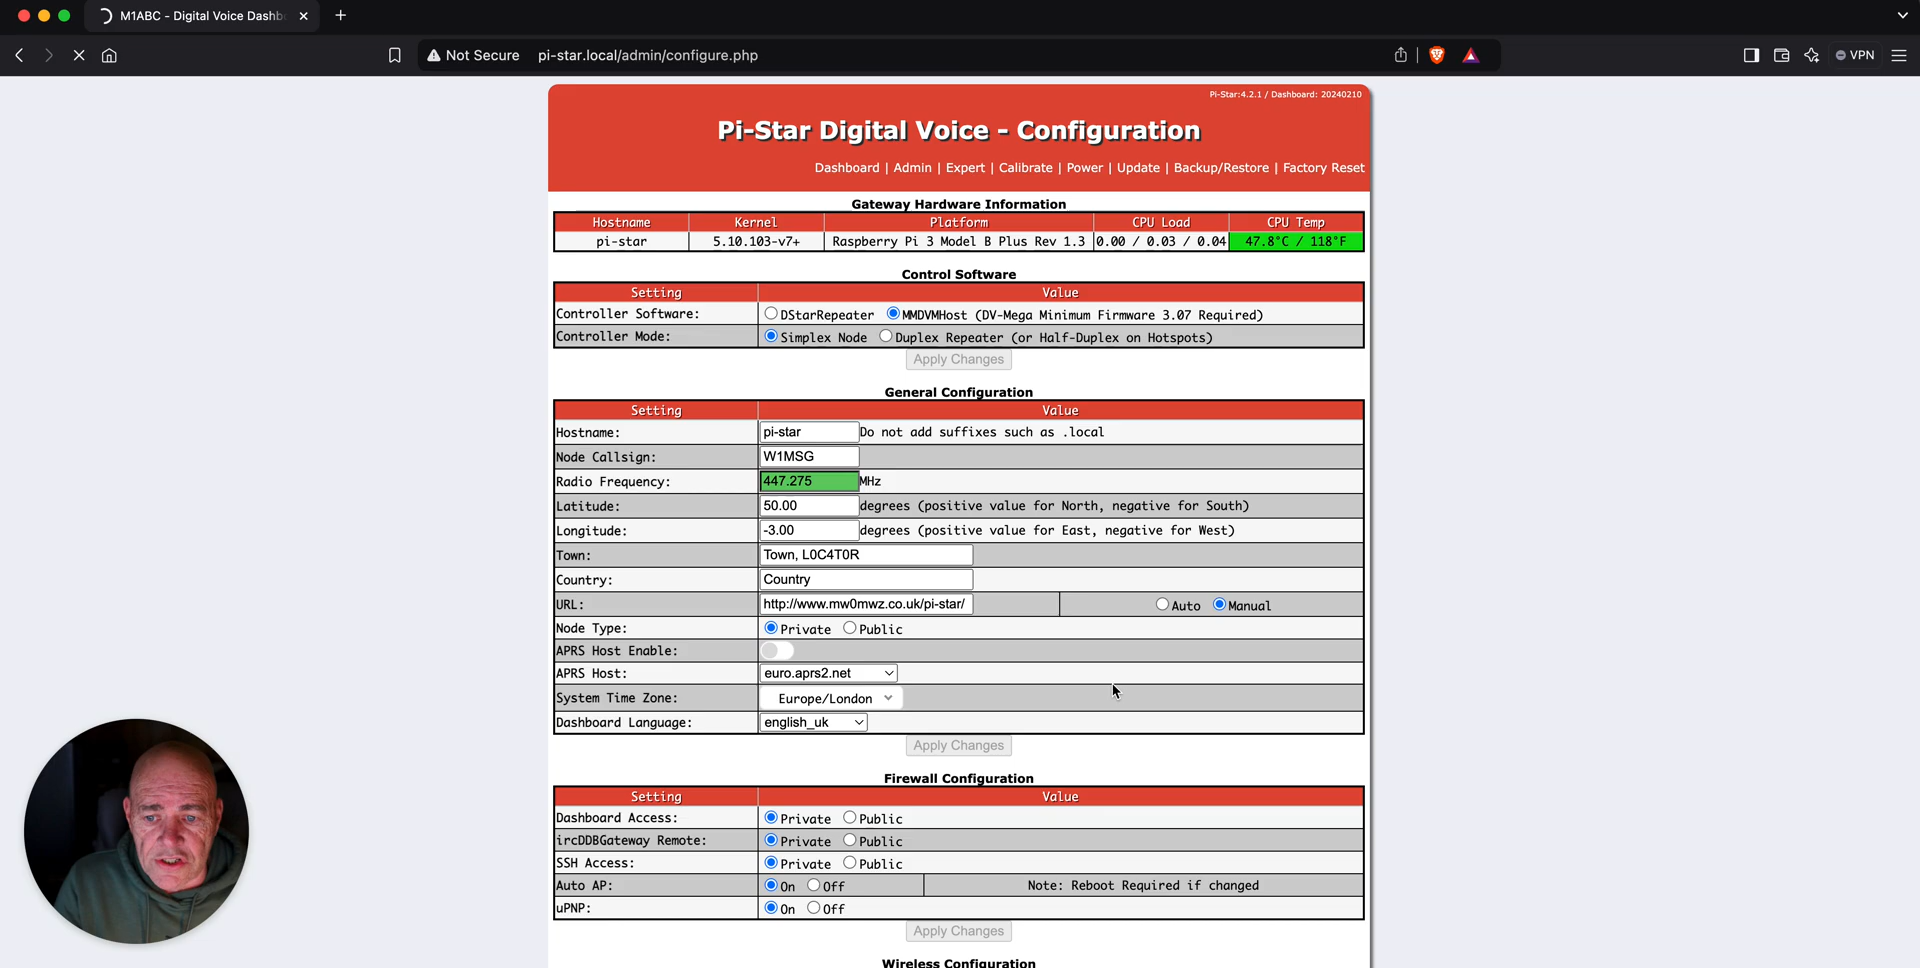 M1ABC - Digital Voice Dashb
Not Secure pi-star.local/admin/configure.php
VPN
Pi-Star:4.2.1 / Dashboard: 20240210
Pi-Star Digital Voice - Configuration
Dashboard | Admin | Expert | Calibrate | Power | Update | Backup/Restore | Factory Reset
Gateway Hardware Information
Hostname Kernel Platform CPU Load CPU Temp
pi-star 5.10.103-v7+ Raspberry Pi 3 Model B Plus Rev 1.3 0.00 / 0.03 / 0.04 47.8°C / 118°F
Control Software
Setting Value
Controller Software: DStarRepeater MMDVMHost (DV-Mega Minimum Firmware 3.07 Required)
Controller Mode: Simplex Node Duplex Repeater (or Half-Duplex on Hotspots)
Apply Changes
General Configuration
Setting Value
Hostname: pi-star Do not add suffixes such as .local
Node Callsign: W1MSG
Radio Frequency: 447.275 MHz
Latitude: 50.00 degrees (positive value for North, negative for South)
Longitude: -3.00 degrees (positive value for East, negative for West)
Town: Town, L0C4T0R
Country: Country
URL: http://www.mw0mwz.co.uk/pi-star/ Auto Manual
Node Type: Private Public
APRS Host Enable:
APRS Host: euro.aprs2.net
System Time Zone: Europe/London
Dashboard Language: english_uk
Apply Changes
Firewall Configuration
Setting Value
Dashboard Access: Private Public
ircDDBGateway Remote: Private Public
SSH Access: Private Public
Auto AP: On Off Note: Reboot Required if changed
uPNP: On Off
Apply Changes
Wireless Configuration